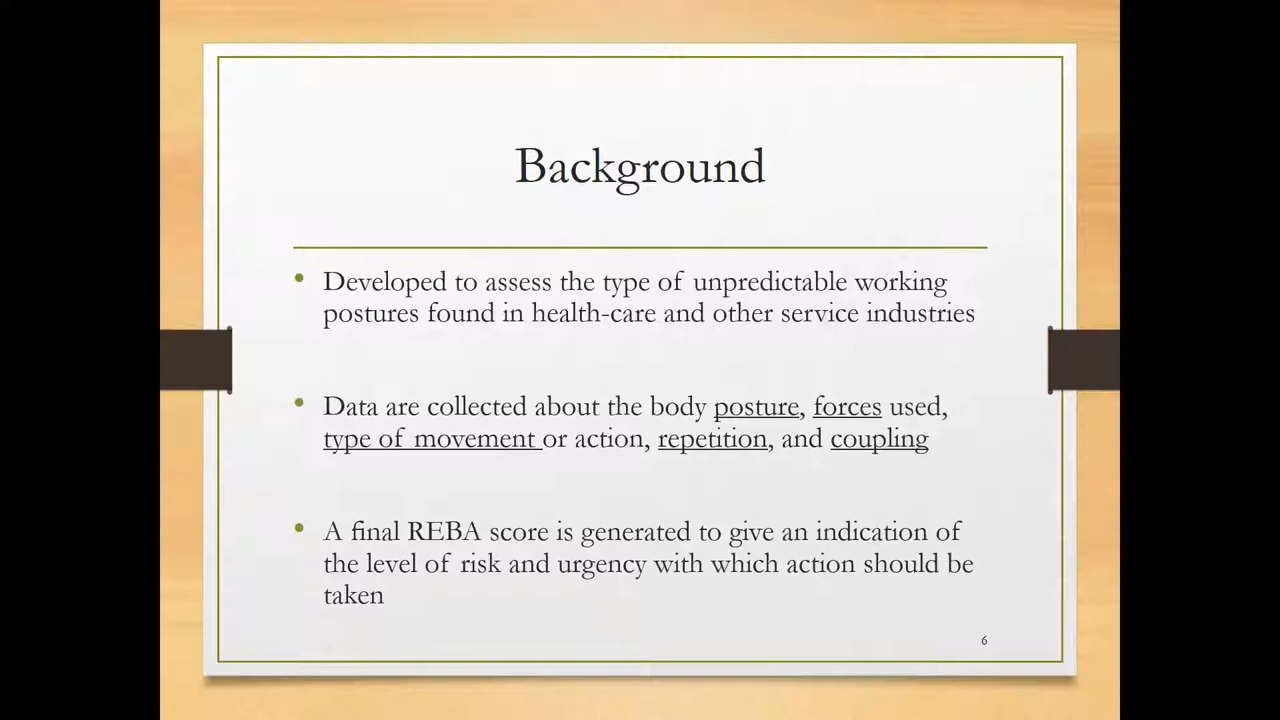 Background
• Developed to assess the type of unpredictable working
postures found in health-care and other service industries
• Data are collected about the body posture, forces used,
type of movement or action, repetition, and coupling
• A final REBA score is generated to give an indication of
the level of risk and urgency with which action should be
taken
6